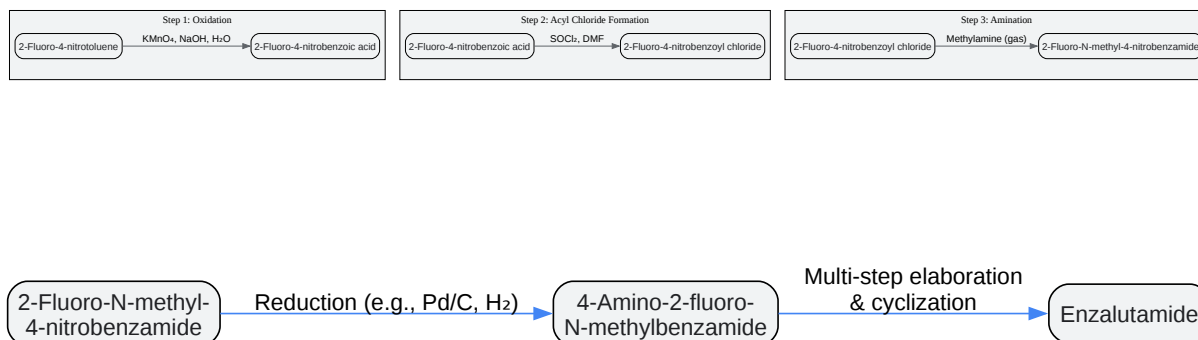 Step 1: Oxidation
2-Fluoro-4-nitrotoluene
KMnO₄, NaOH, H₂O
2-Fluoro-4-nitrobenzoic acid
Step 2: Acyl Chloride Formation
2-Fluoro-4-nitrobenzoic acid
SOCl₂, DMF
2-Fluoro-4-nitrobenzoyl chloride
Step 3: Amination
2-Fluoro-4-nitrobenzoyl chloride
Methylamine (gas)
2-Fluoro-N-methyl-4-nitrobenzamide
2-Fluoro-N-methyl-
4-nitrobenzamide
Reduction (e.g., Pd/C, H₂)
4-Amino-2-fluoro-
N-methylbenzamide
Multi-step elaboration
& cyclization
Enzalutamide